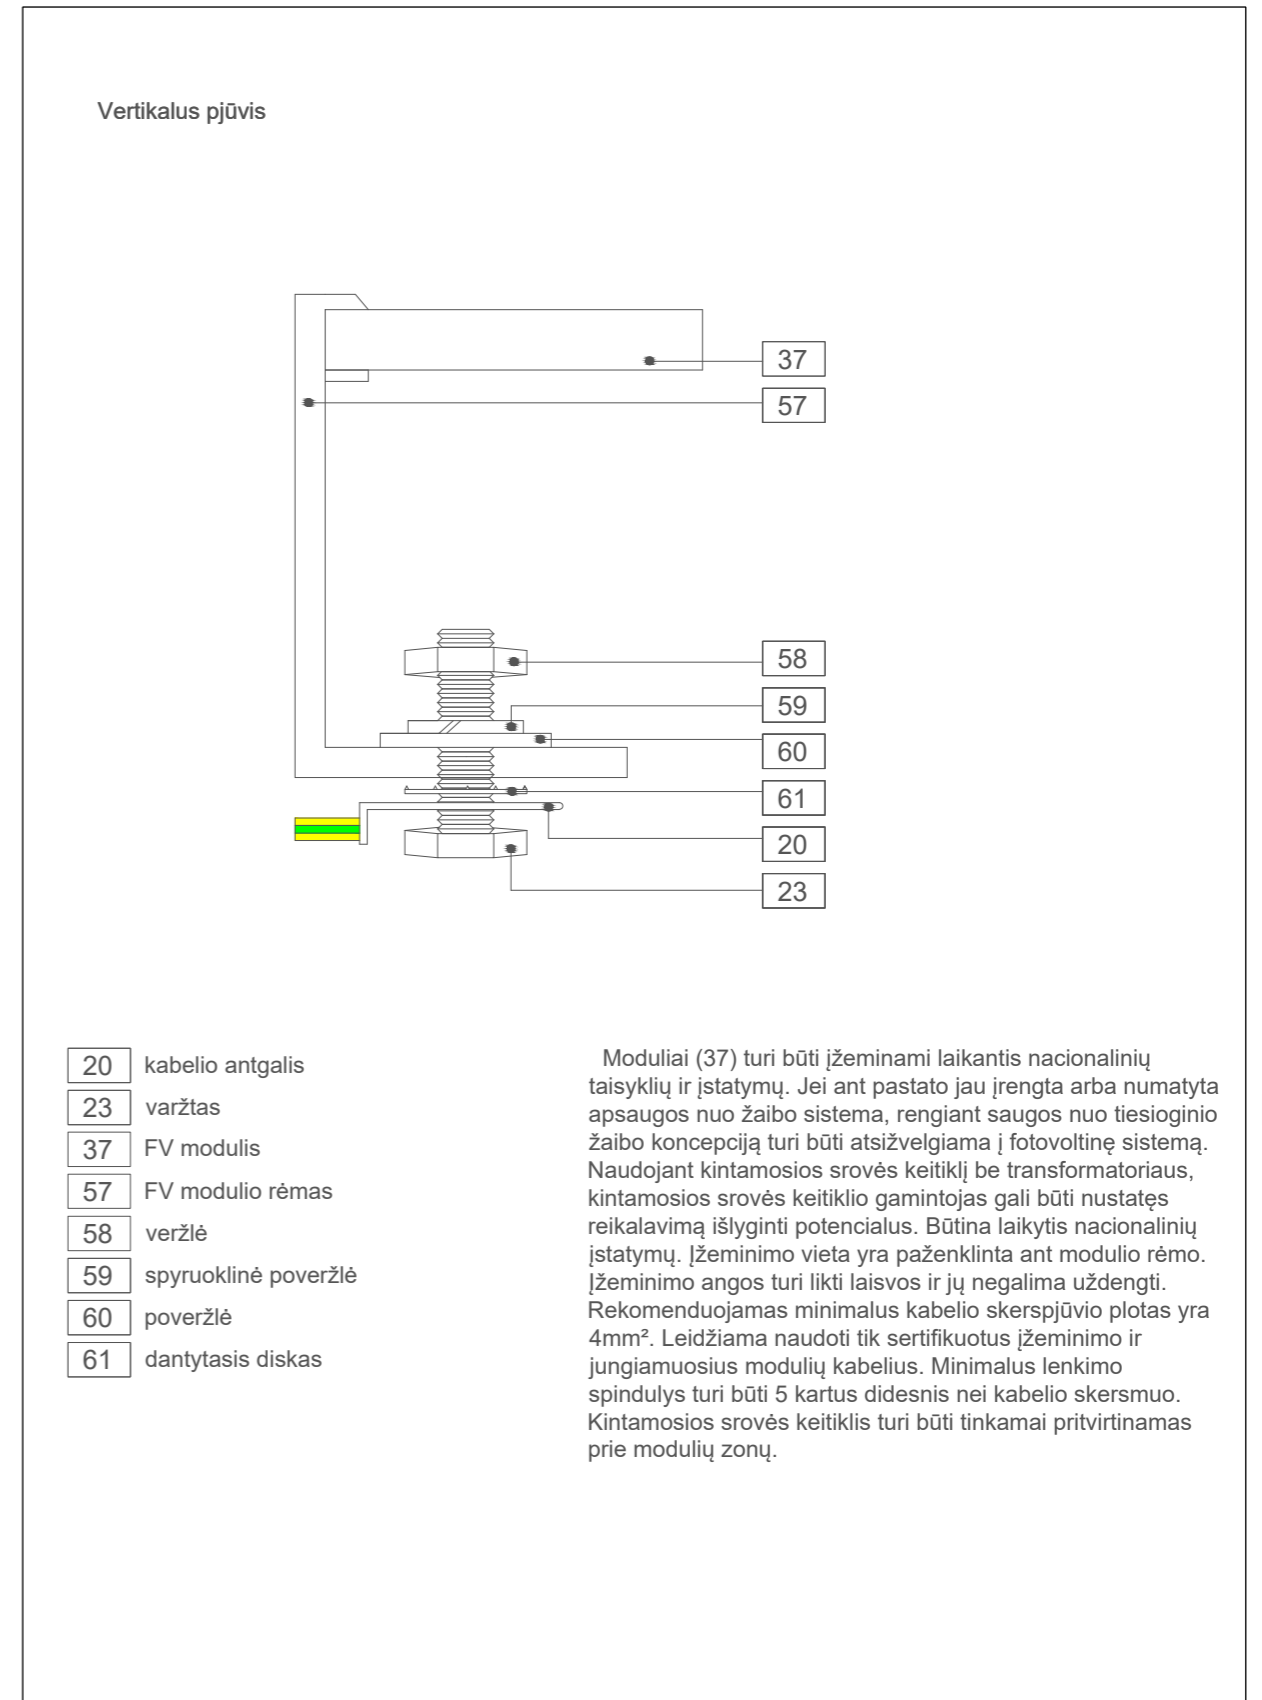 Vertikalus pjūvis
37
57
58
59
60
61
20
23
20 kabelio antgalis
23 varžtas
37 FV modulis
57 FV modulio rėmas
58 veržlė
59 spyruoklinė poveržlė
60 poveržlė
61 dantytasis diskas
Moduliai (37) turi būti įžeminami laikantis nacionalinių
taisyklių ir įstatymų. Jei ant pastato jau įrengta arba numatyta
apsaugos nuo žaibo sistema, rengiant saugos nuo tiesioginio
žaibo koncepciją turi būti atsižvelgiama į fotovoltinę sistemą.
Naudojant kintamosios srovės keitiklį be transformatoriaus,
kintamosios srovės keitiklio gamintojas gali būti nustatęs
reikalavimą išlyginti potencialus. Būtina laikytis nacionalinių
įstatymų. Įžeminimo vieta yra paženklinta ant modulio rėmo.
Įžeminimo angos turi likti laisvos ir jų negalima uždengti.
Rekomenduojamas minimalus kabelio skerspjūvio plotas yra
4mm². Leidžiama naudoti tik sertifikuotus įžeminimo ir
jungiamuosius modulių kabelius. Minimalus lenkimo
spindulys turi būti 5 kartus didesnis nei kabelio skersmuo.
Kintamosios srovės keitiklis turi būti tinkamai pritvirtinamas
prie modulių zonų.